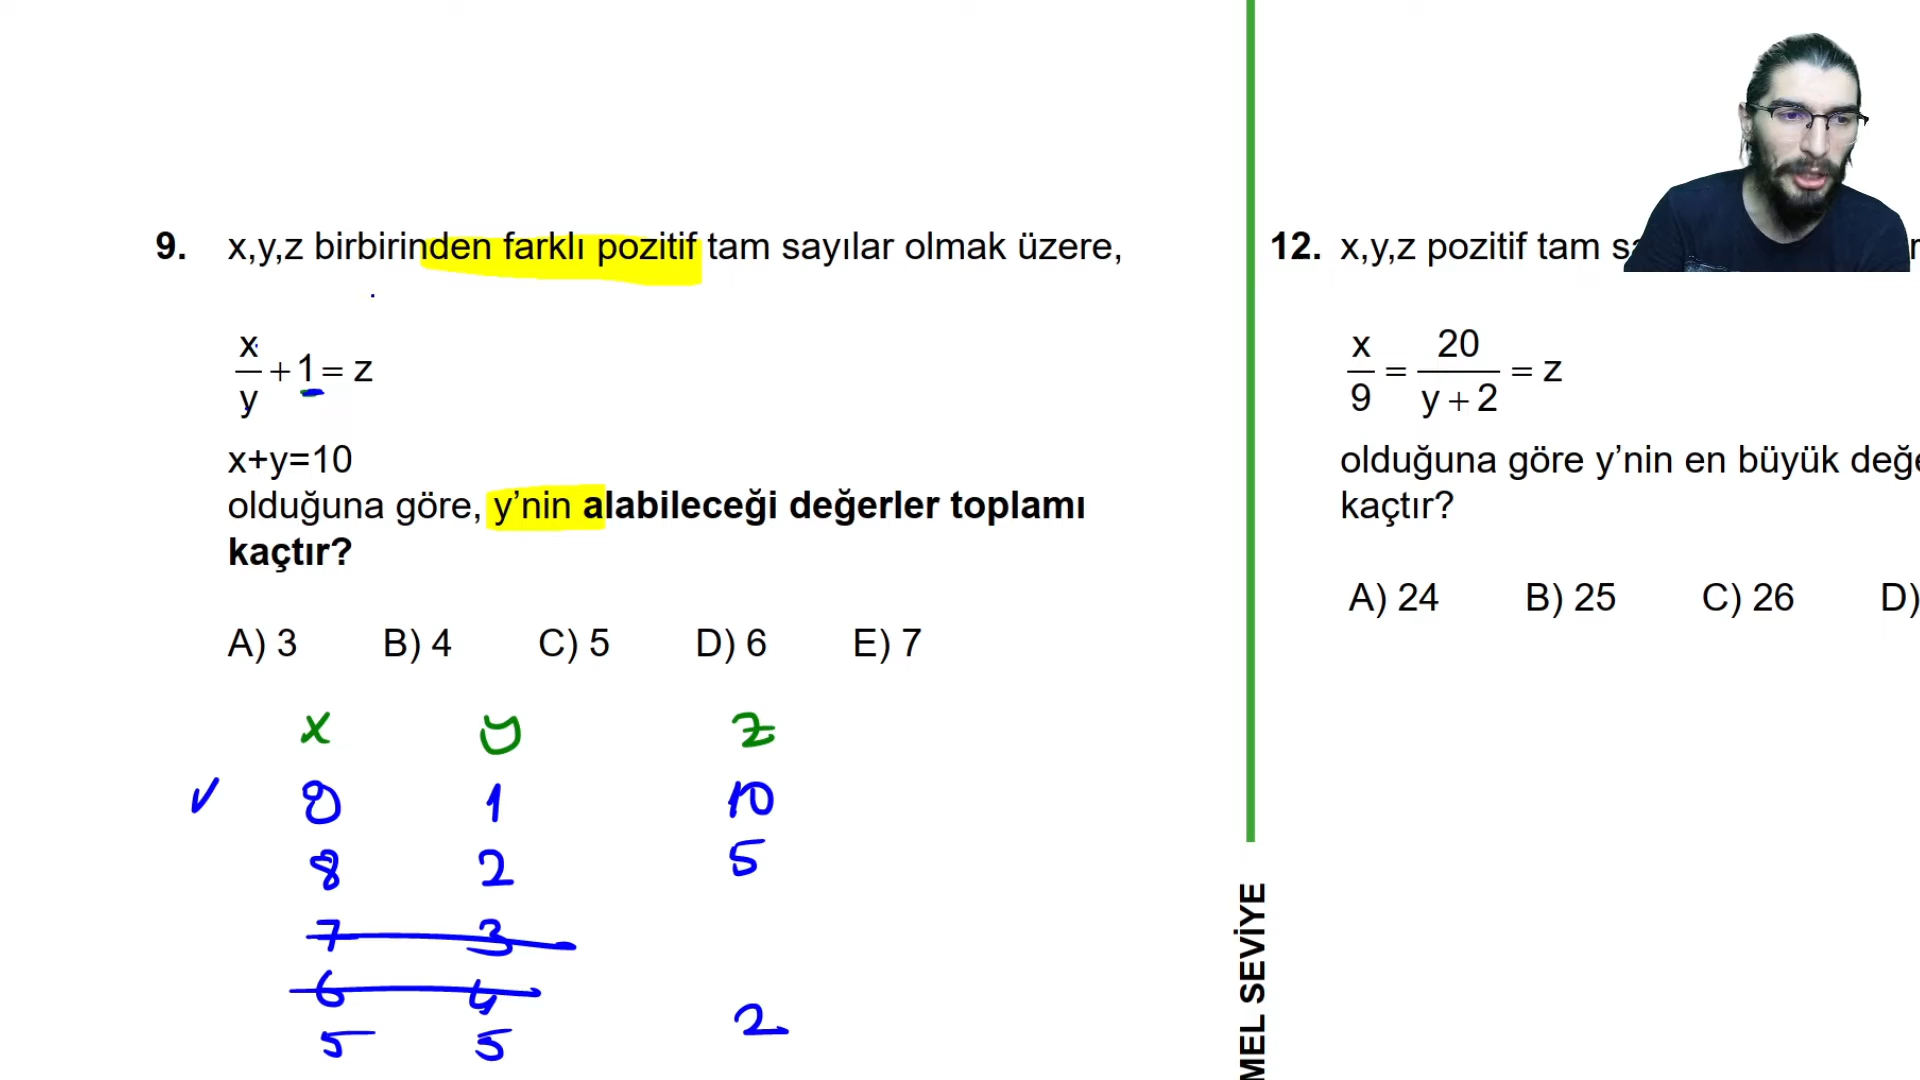 9. x,y,z birbirinden farklı pozitif tam sayılar olmak üzere,
x/y + 1 = z
x+y=10
olduğuna göre, y’nin alabileceği değerler toplamı
kaçtır?
A) 3 B) 4 C) 5 D) 6 E) 7
x y z
9 1 10
8 2 5
7 3
6 4
5 5 2
12. x,y,z pozitif tam
x/9 = 20/(y+2) = z
olduğuna göre y’nin en büyük
kaçtır?
A) 24 B) 25 C) 26 D)
MEL SEVİYE